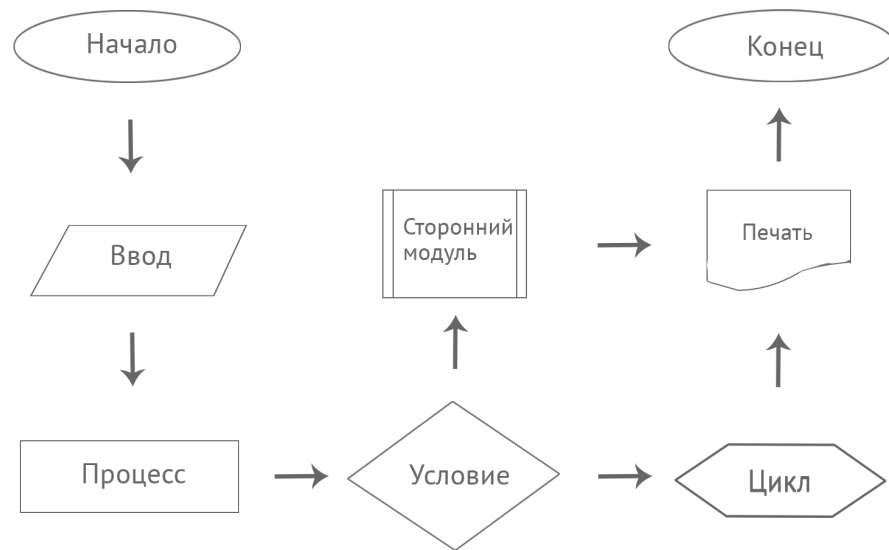 Начало
Конец
Ввод
Сторонний
модуль
Печать
Процесс
Условие
Цикл